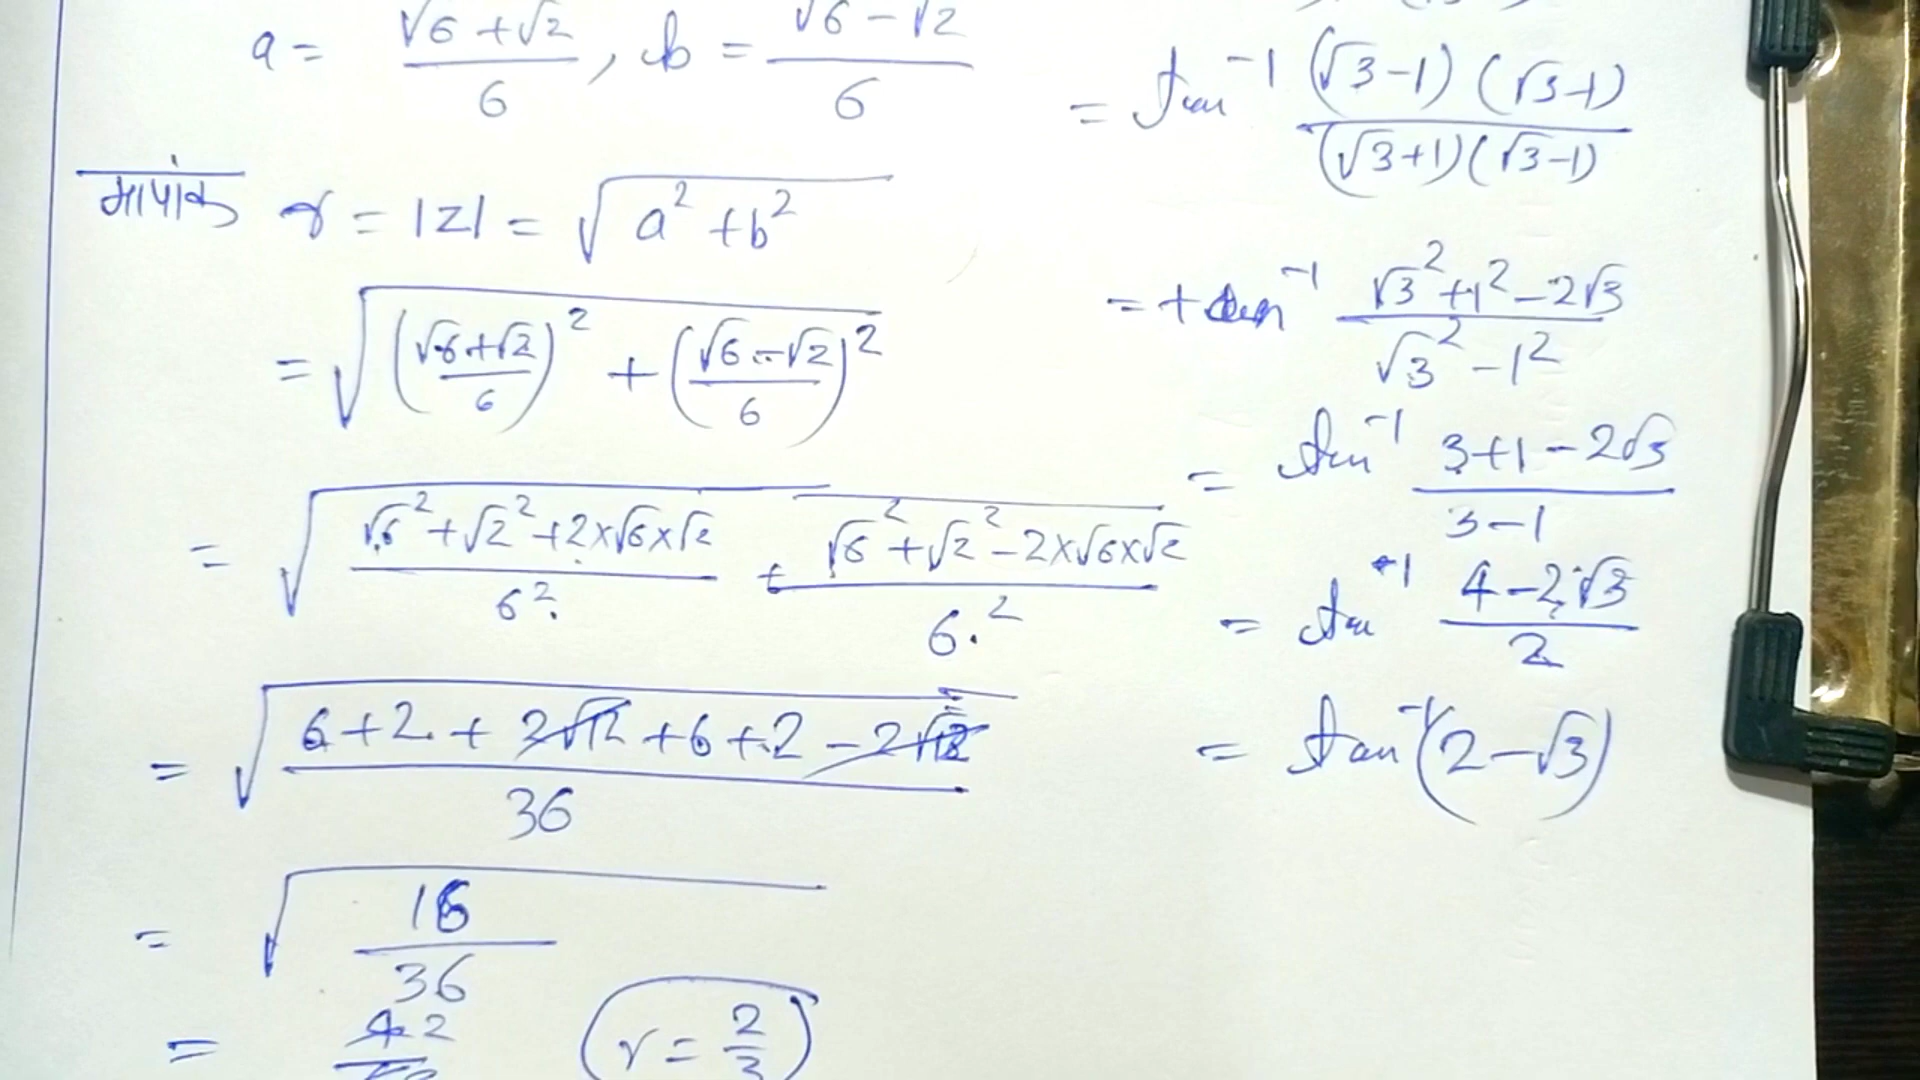 a = √6+√2/6 , b = √6-√2/6
मापांक r = |z| = √a²+b²
= √(√6+√2/6)² + (√6-√2/6)²
= √√6²+√2²+2×√6×√2/6² + √6²+√2²-2×√6×√2/6²
= √6+2+2√12+6+2-2√12/36
= √16/36
= 42
r = 2/3
= tan⁻¹ (√3-1)(√3-1)/(√3+1)(√3-1)
= tan⁻¹ √3²+1²-2√3/√3²-1²
= tan⁻¹ 3+1-2√3/3-1
= tan⁻¹ 4-2√3/2
= tan⁻¹(2-√3)